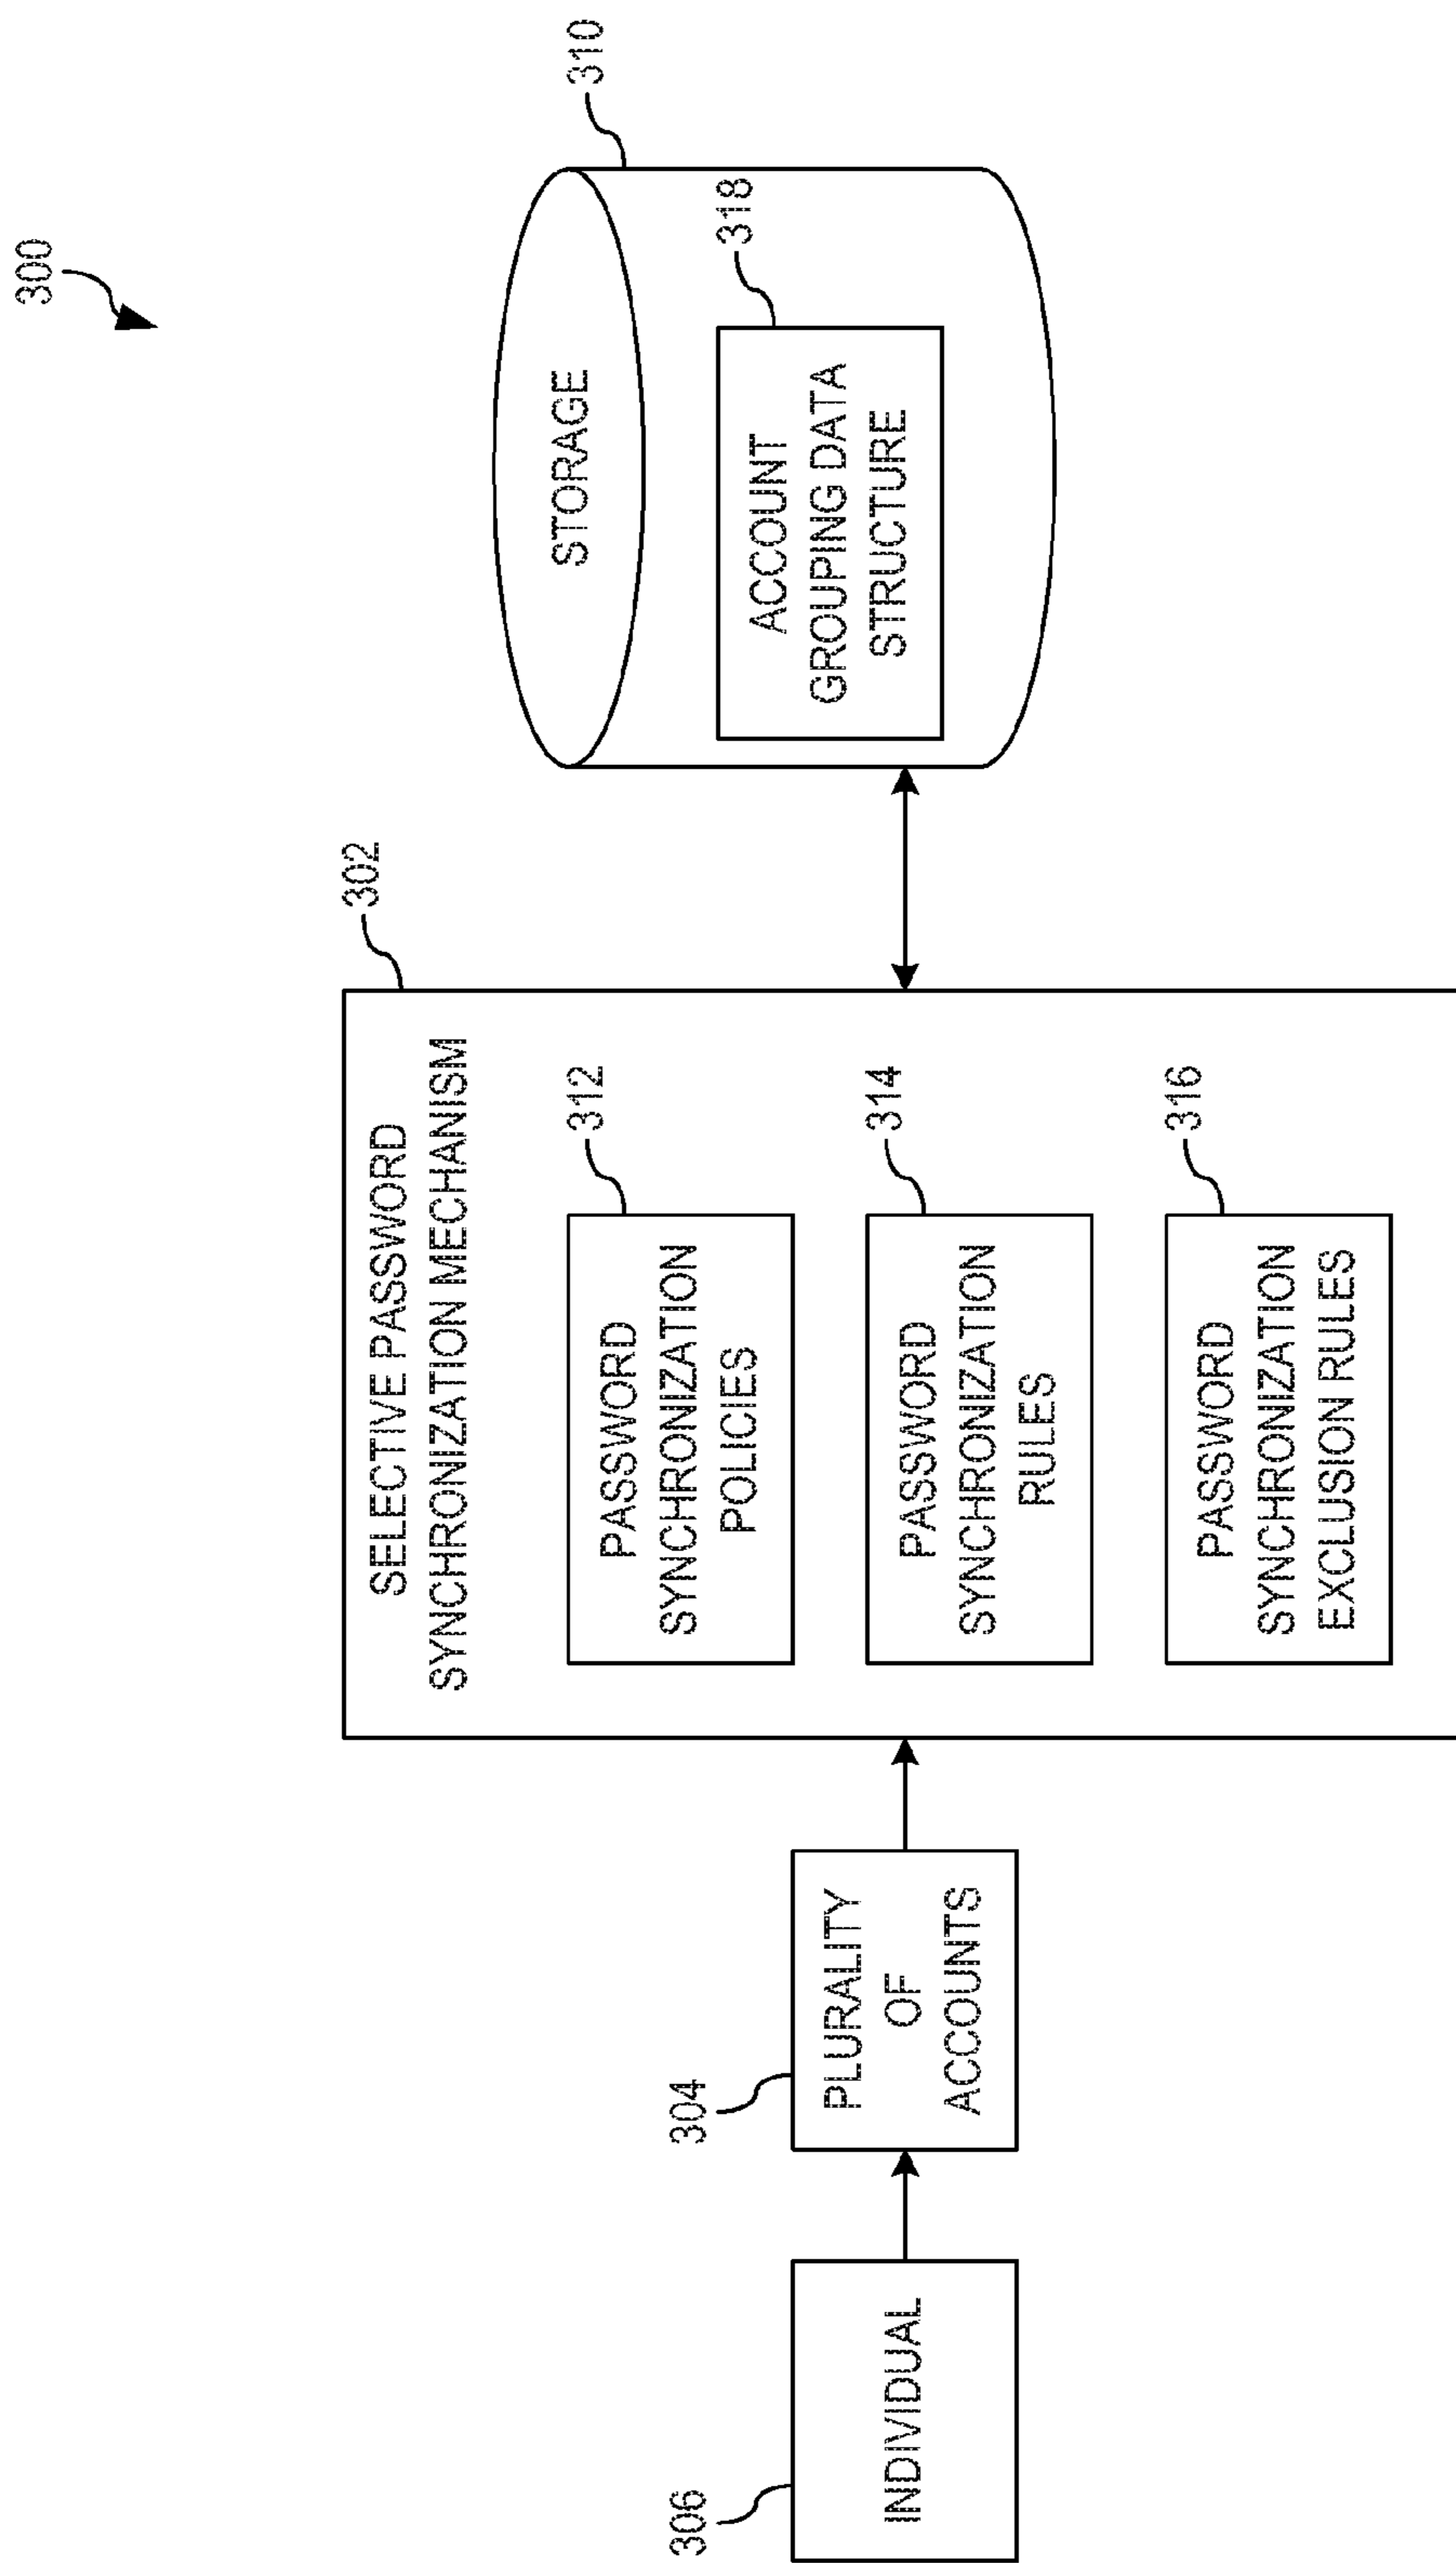 300
302
SELECTIVE PASSWORD
SYNCHRONIZATION MECHANISM
306
INDIVIDUAL
304
PLURALITY
OF
ACCOUNTS
312
PASSWORD
SYNCHRONIZATION
POLICIES
314
PASSWORD
SYNCHRONIZATION
RULES
316
PASSWORD
SYNCHRONIZATION
EXCLUSION RULES
310
STORAGE
318
ACCOUNT
GROUPING DATA
STRUCTURE